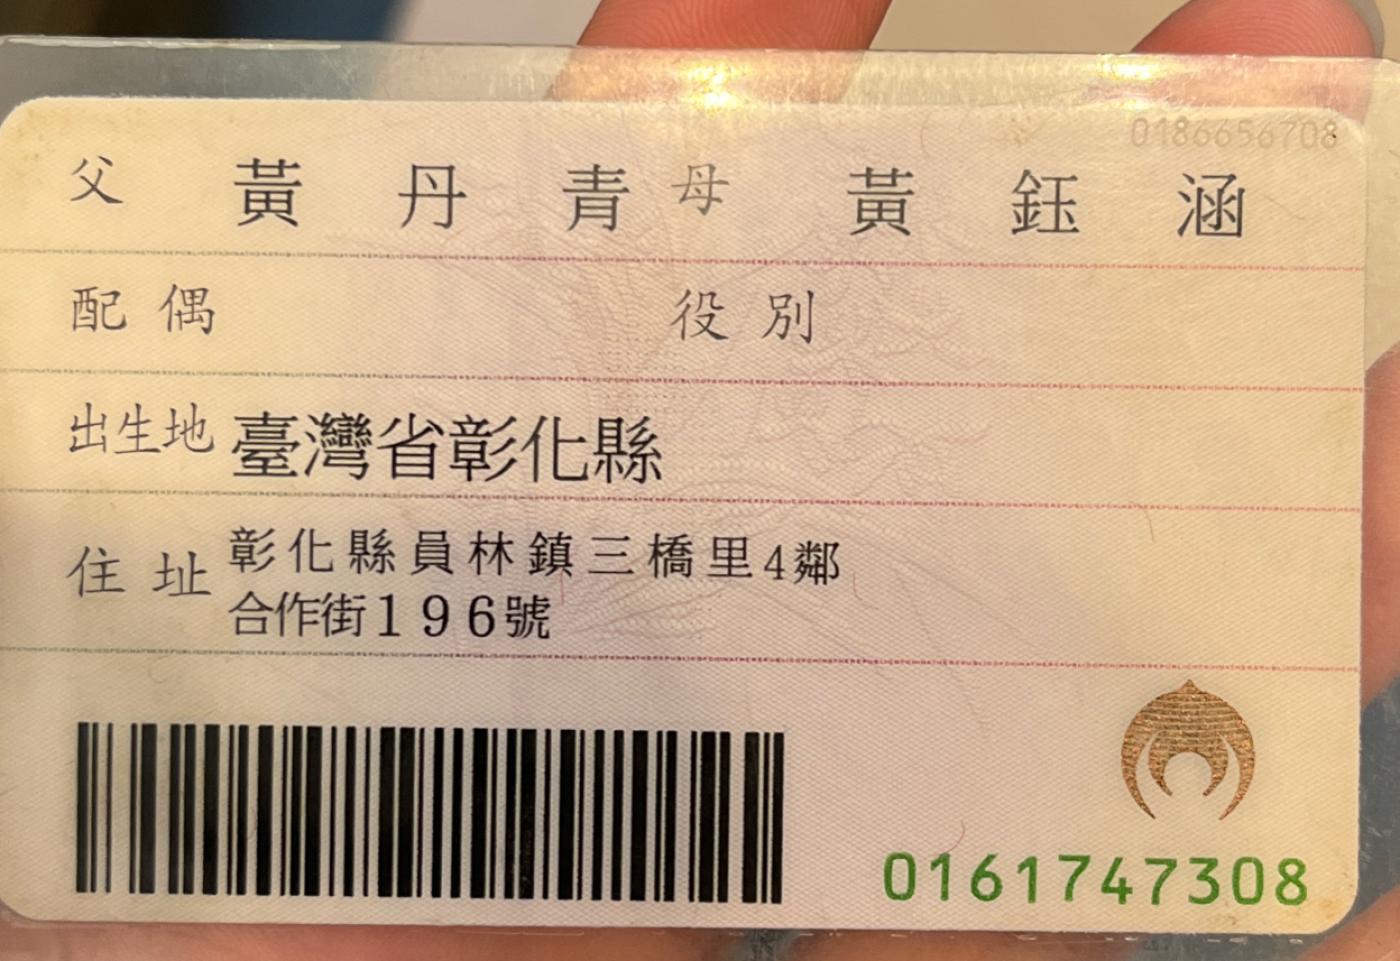 0186656708
父 黃丹青 母 黃鈺涵
配偶 役別
出生地 臺灣省彰化縣
住址 彰化縣員林鎮三橋里4鄰
合作街196號
0161747308